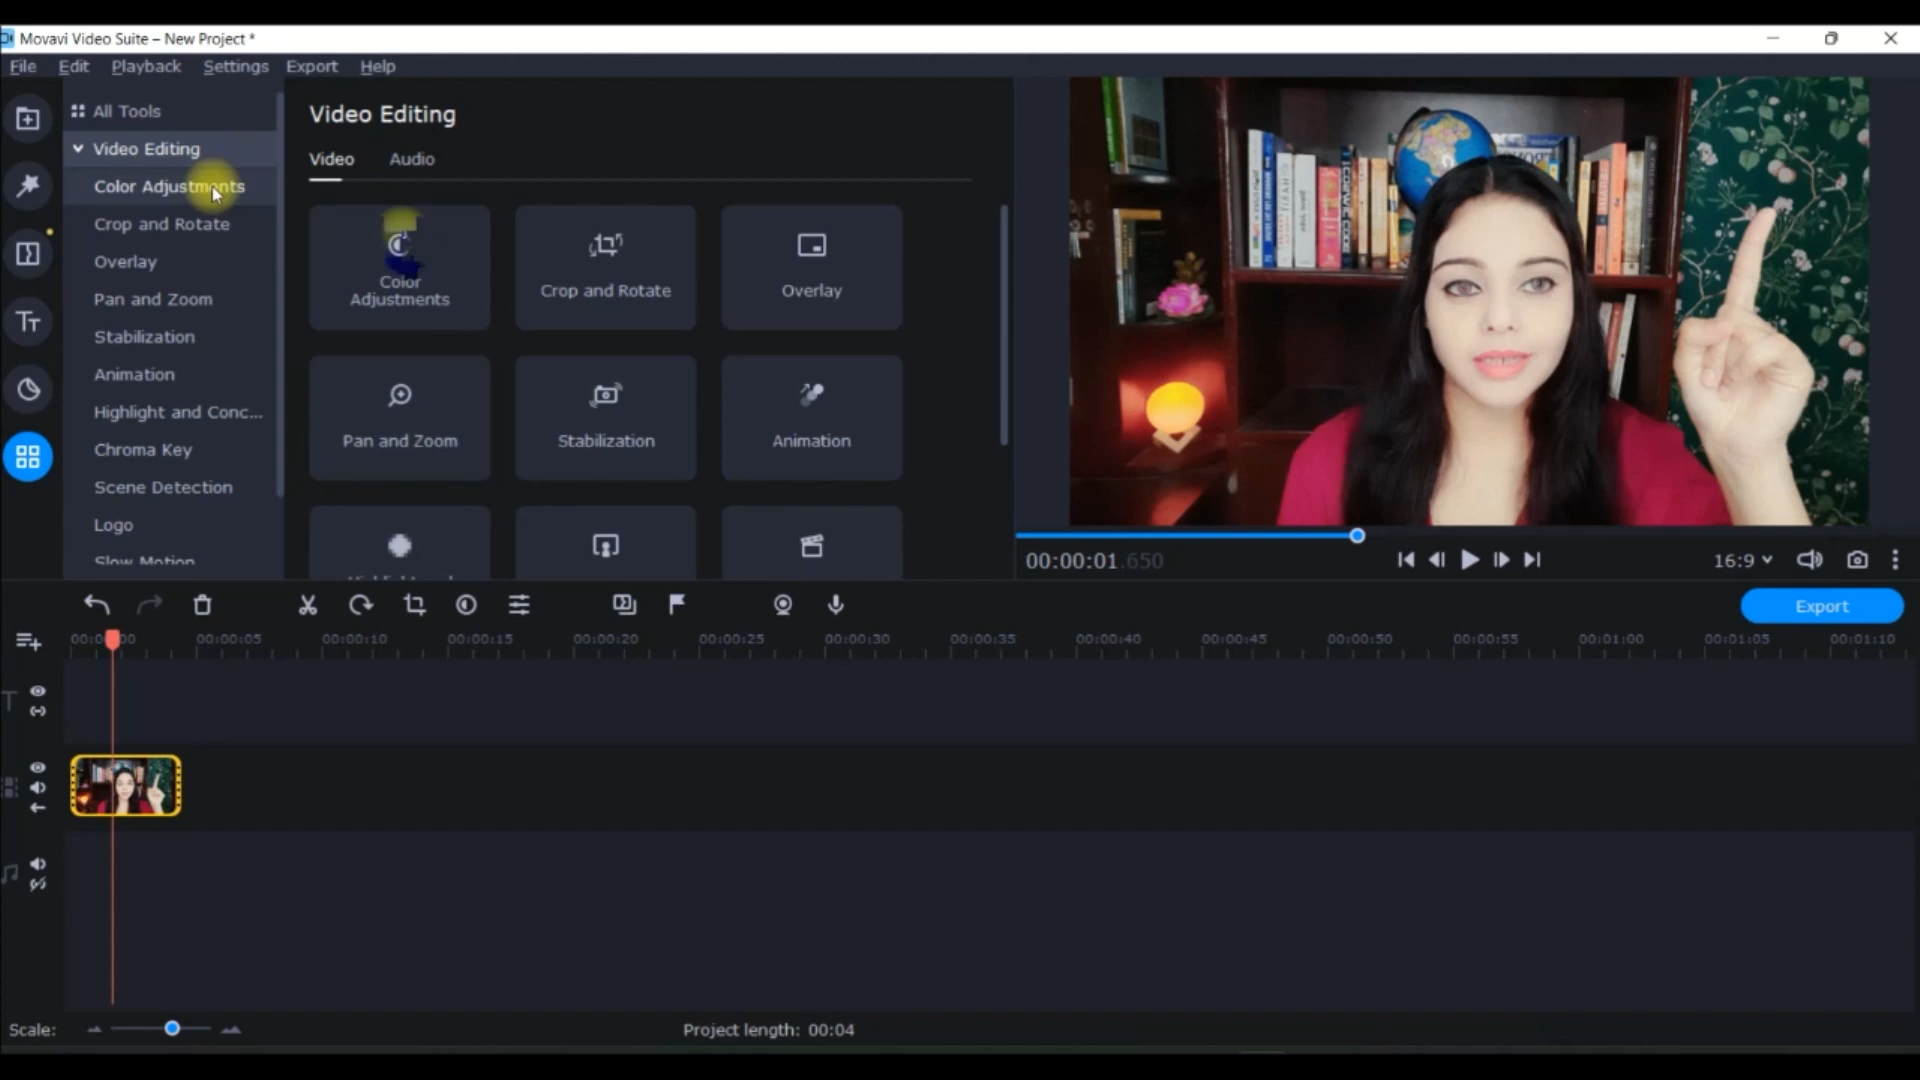 Movavi Video Suite – New Project *
File Edit Playback Settings Export Help
All Tools
Video Editing
Color Adjustments
Crop and Rotate
Overlay
Pan and Zoom
Stabilization
Animation
Highlight and Conc...
Chroma Key
Scene Detection
Logo
Slow Motion
Video Editing
Video Audio
Color
Adjustments
Crop and Rotate
Overlay
Pan and Zoom
Stabilization
Animation
00:00:01.650
16:9
Export
00:00:05 00:00:10 00:00:15 00:00:20 00:00:25 00:00:30 00:00:35 00:00:40 00:00:45 00:00:50 00:00:55 00:01:00 00:01:05 00:01:10
Scale:
Project length: 00:04